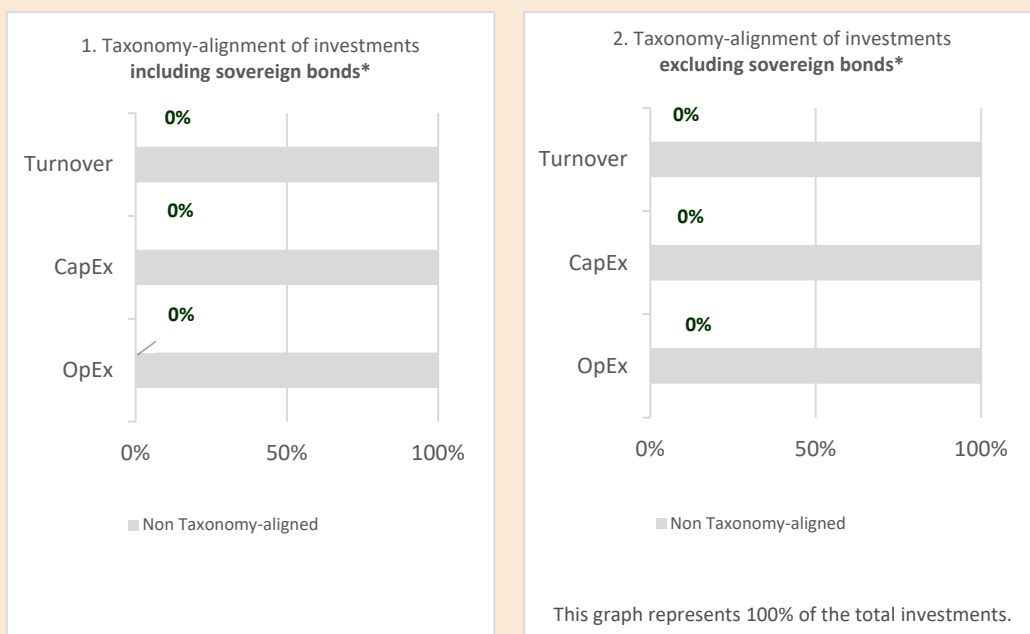 1. Taxonomy-alignment of investments
including sovereign bonds*
0%
Turnover
0%
CapEx
0%
OpEx
0% 50% 100%
Non Taxonomy-aligned
2. Taxonomy-alignment of investments
excluding sovereign bonds*
0%
Turnover
0%
CapEx
0%
OpEx
0% 50% 100%
Non Taxonomy-aligned
This graph represents 100% of the total investments.